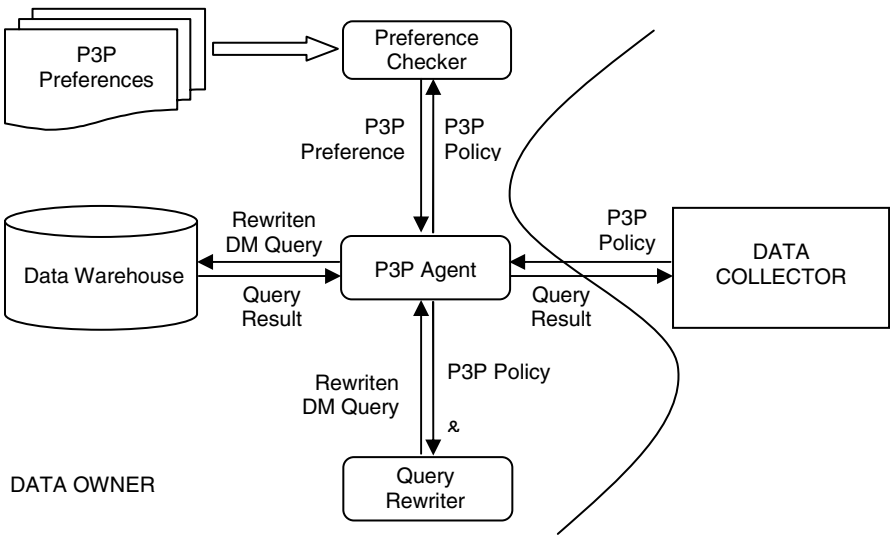 P3P
Preferences
Preference
Checker
P3P
Preference
P3P
Policy
Rewriten
DM Query
Data Warehouse
Query
Result
P3P Agent
P3P
Policy
Query
Result
DATA
COLLECTOR
Rewriten
DM Query
P3P Policy
&
Query
Rewriter
DATA OWNER